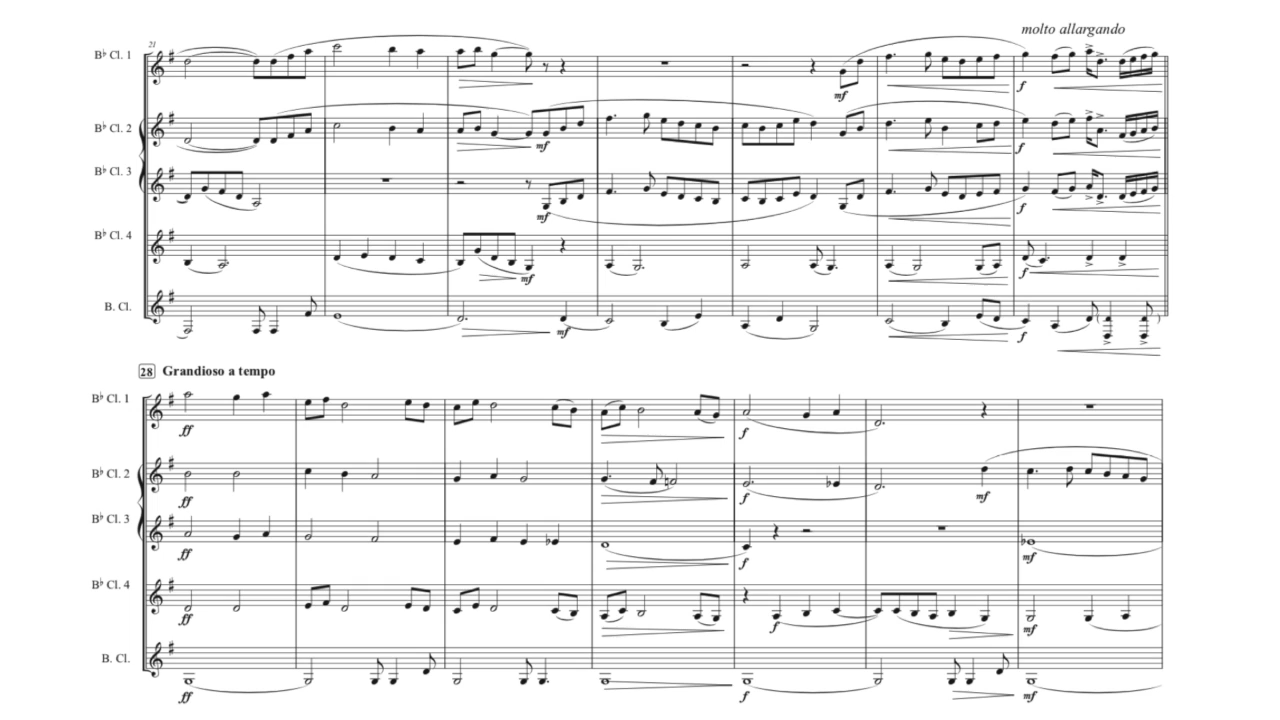 molto allargando
21
B♭ Cl. 1
mf
f
B♭ Cl. 2
mf
f
B♭ Cl. 3
mf
f
B♭ Cl. 4
mf
f
B. Cl.
mf
f
28 Grandioso a tempo
B♭ Cl. 1
ff
f
B♭ Cl. 2
ff
f
mf
B♭ Cl. 3
ff
f
mf
B♭ Cl. 4
ff
f
mf
B. Cl.
ff
f
mf